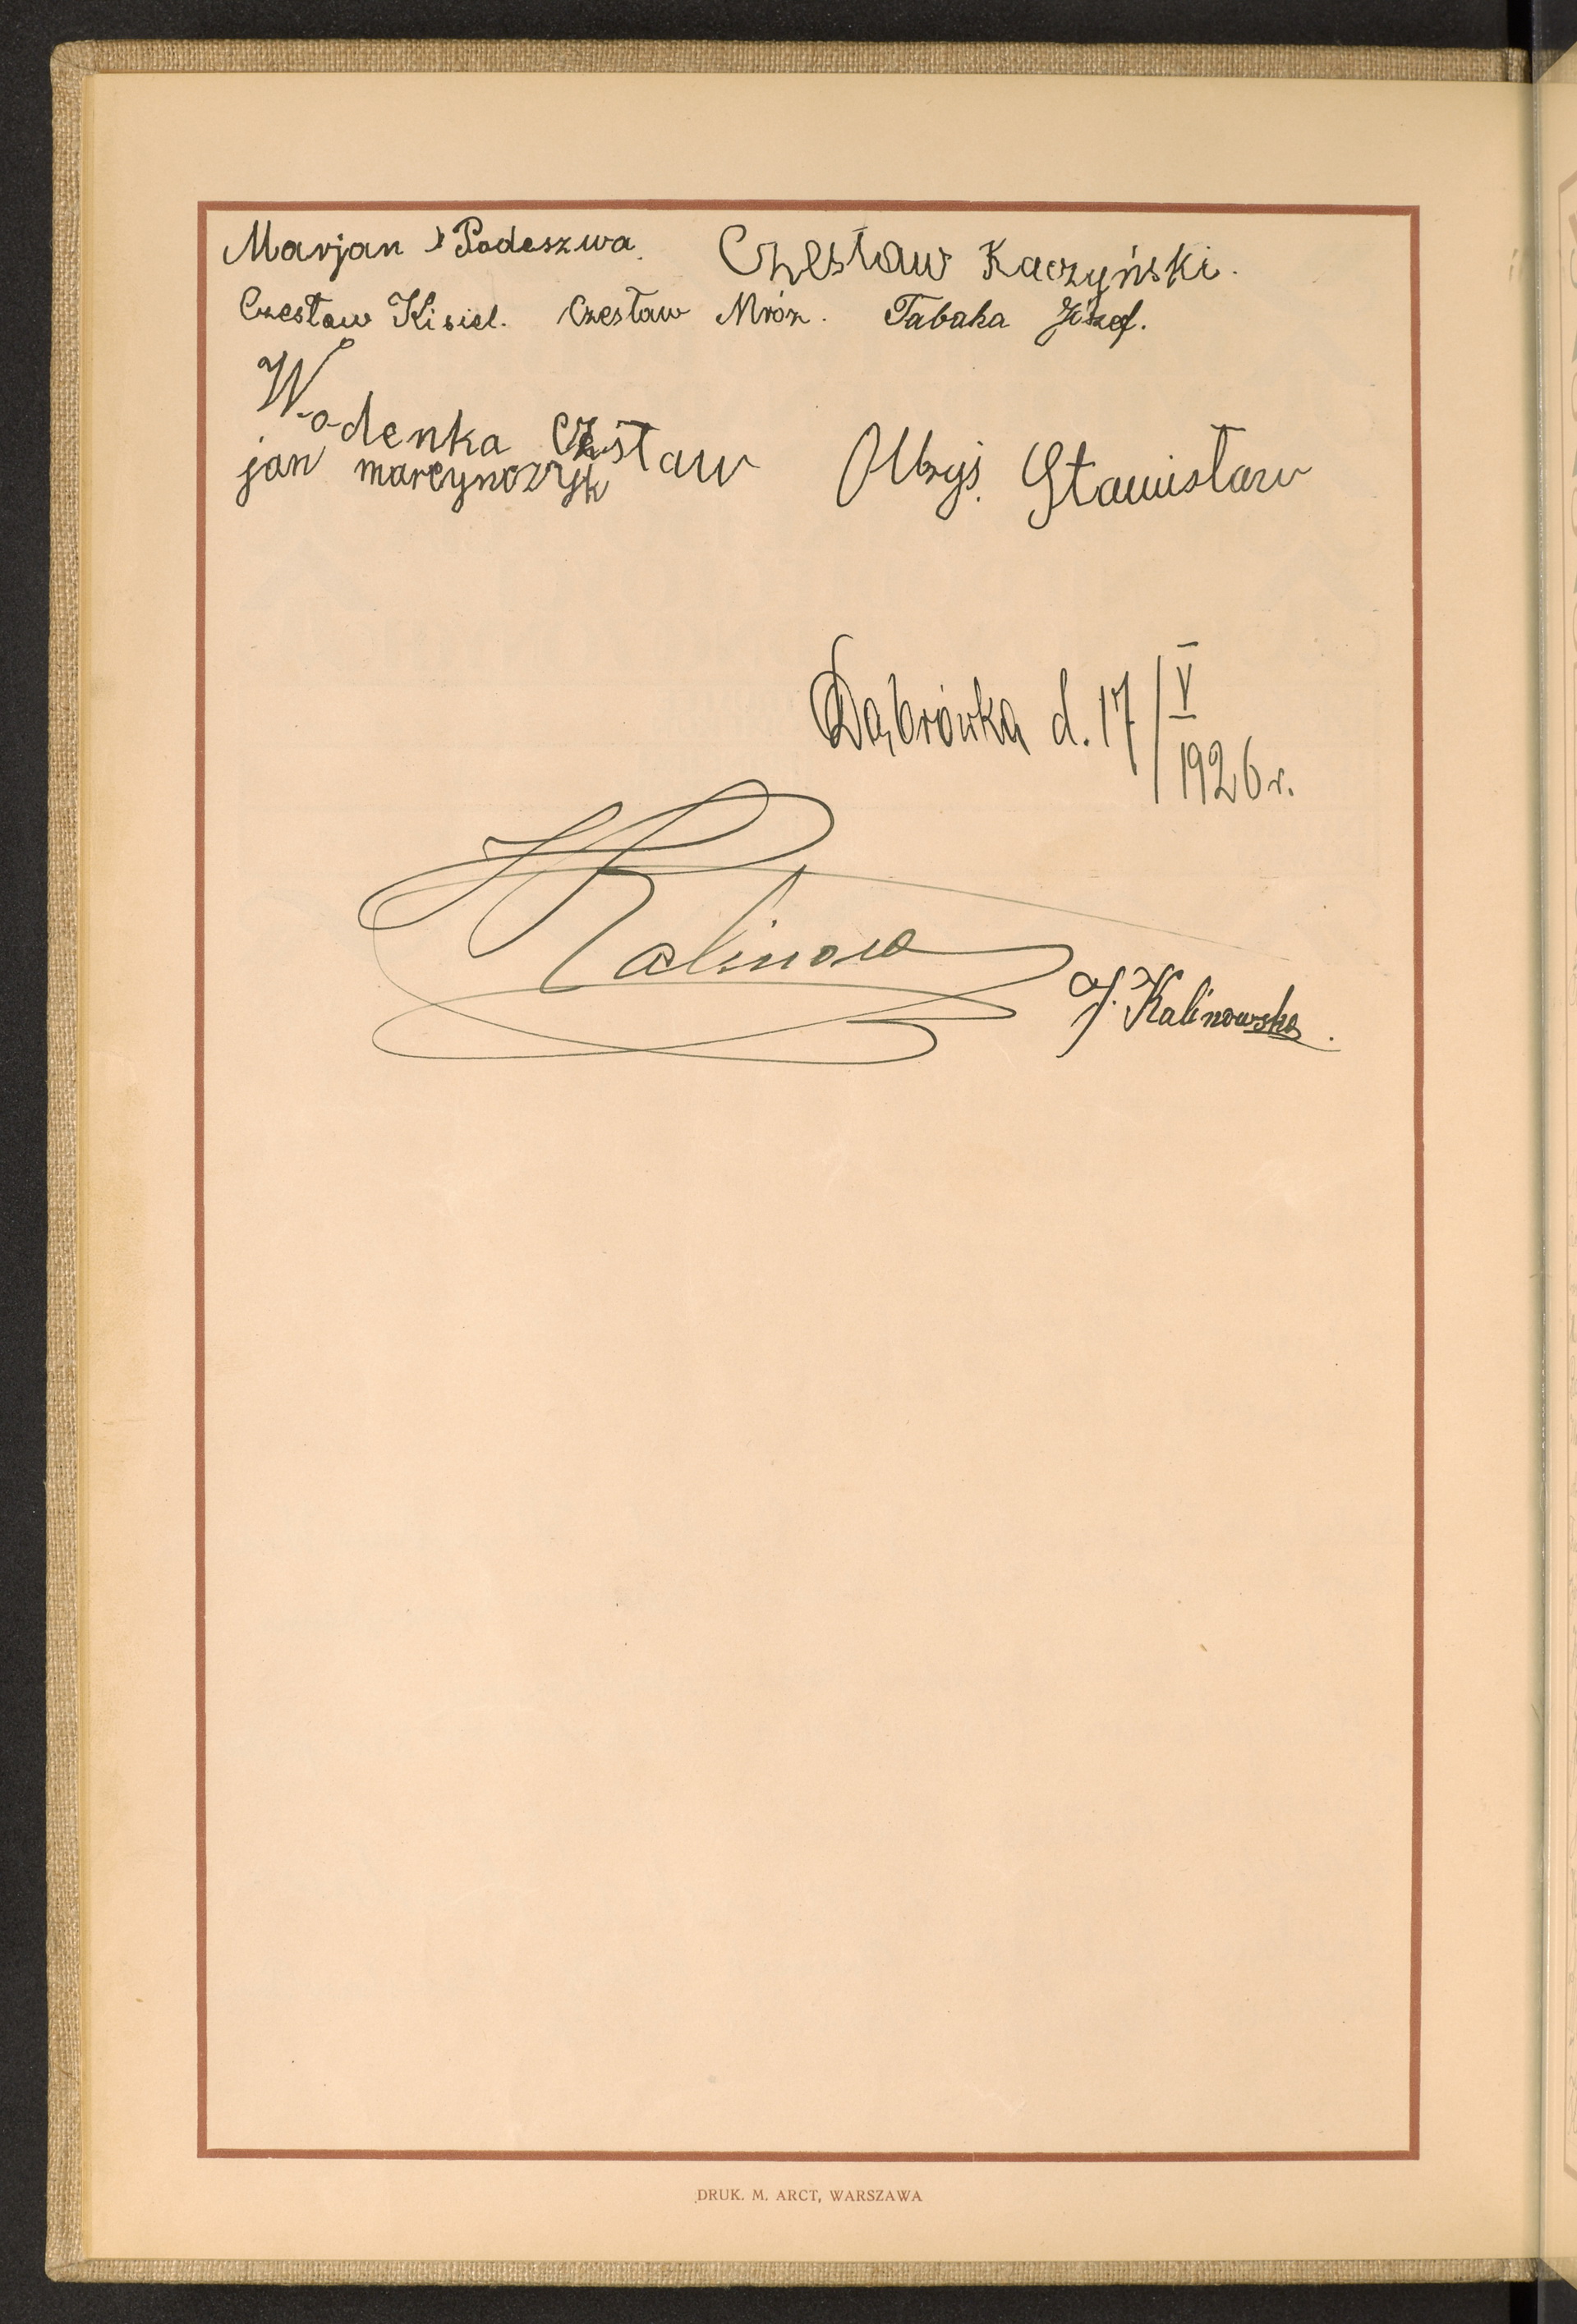 Marjan Podeszwa. Czesław Kaczyński.
Czesław Kisiel. Czesław Mróz. Tabaka Józef.
Wodenka Czesław
jan marcynczyk Olbryś Stanisław
Dąbrówka d. 17/V 1926 r.
Kalinowa
J. Kalinowska.
DRUK. M. ARCT, WARSZAWA